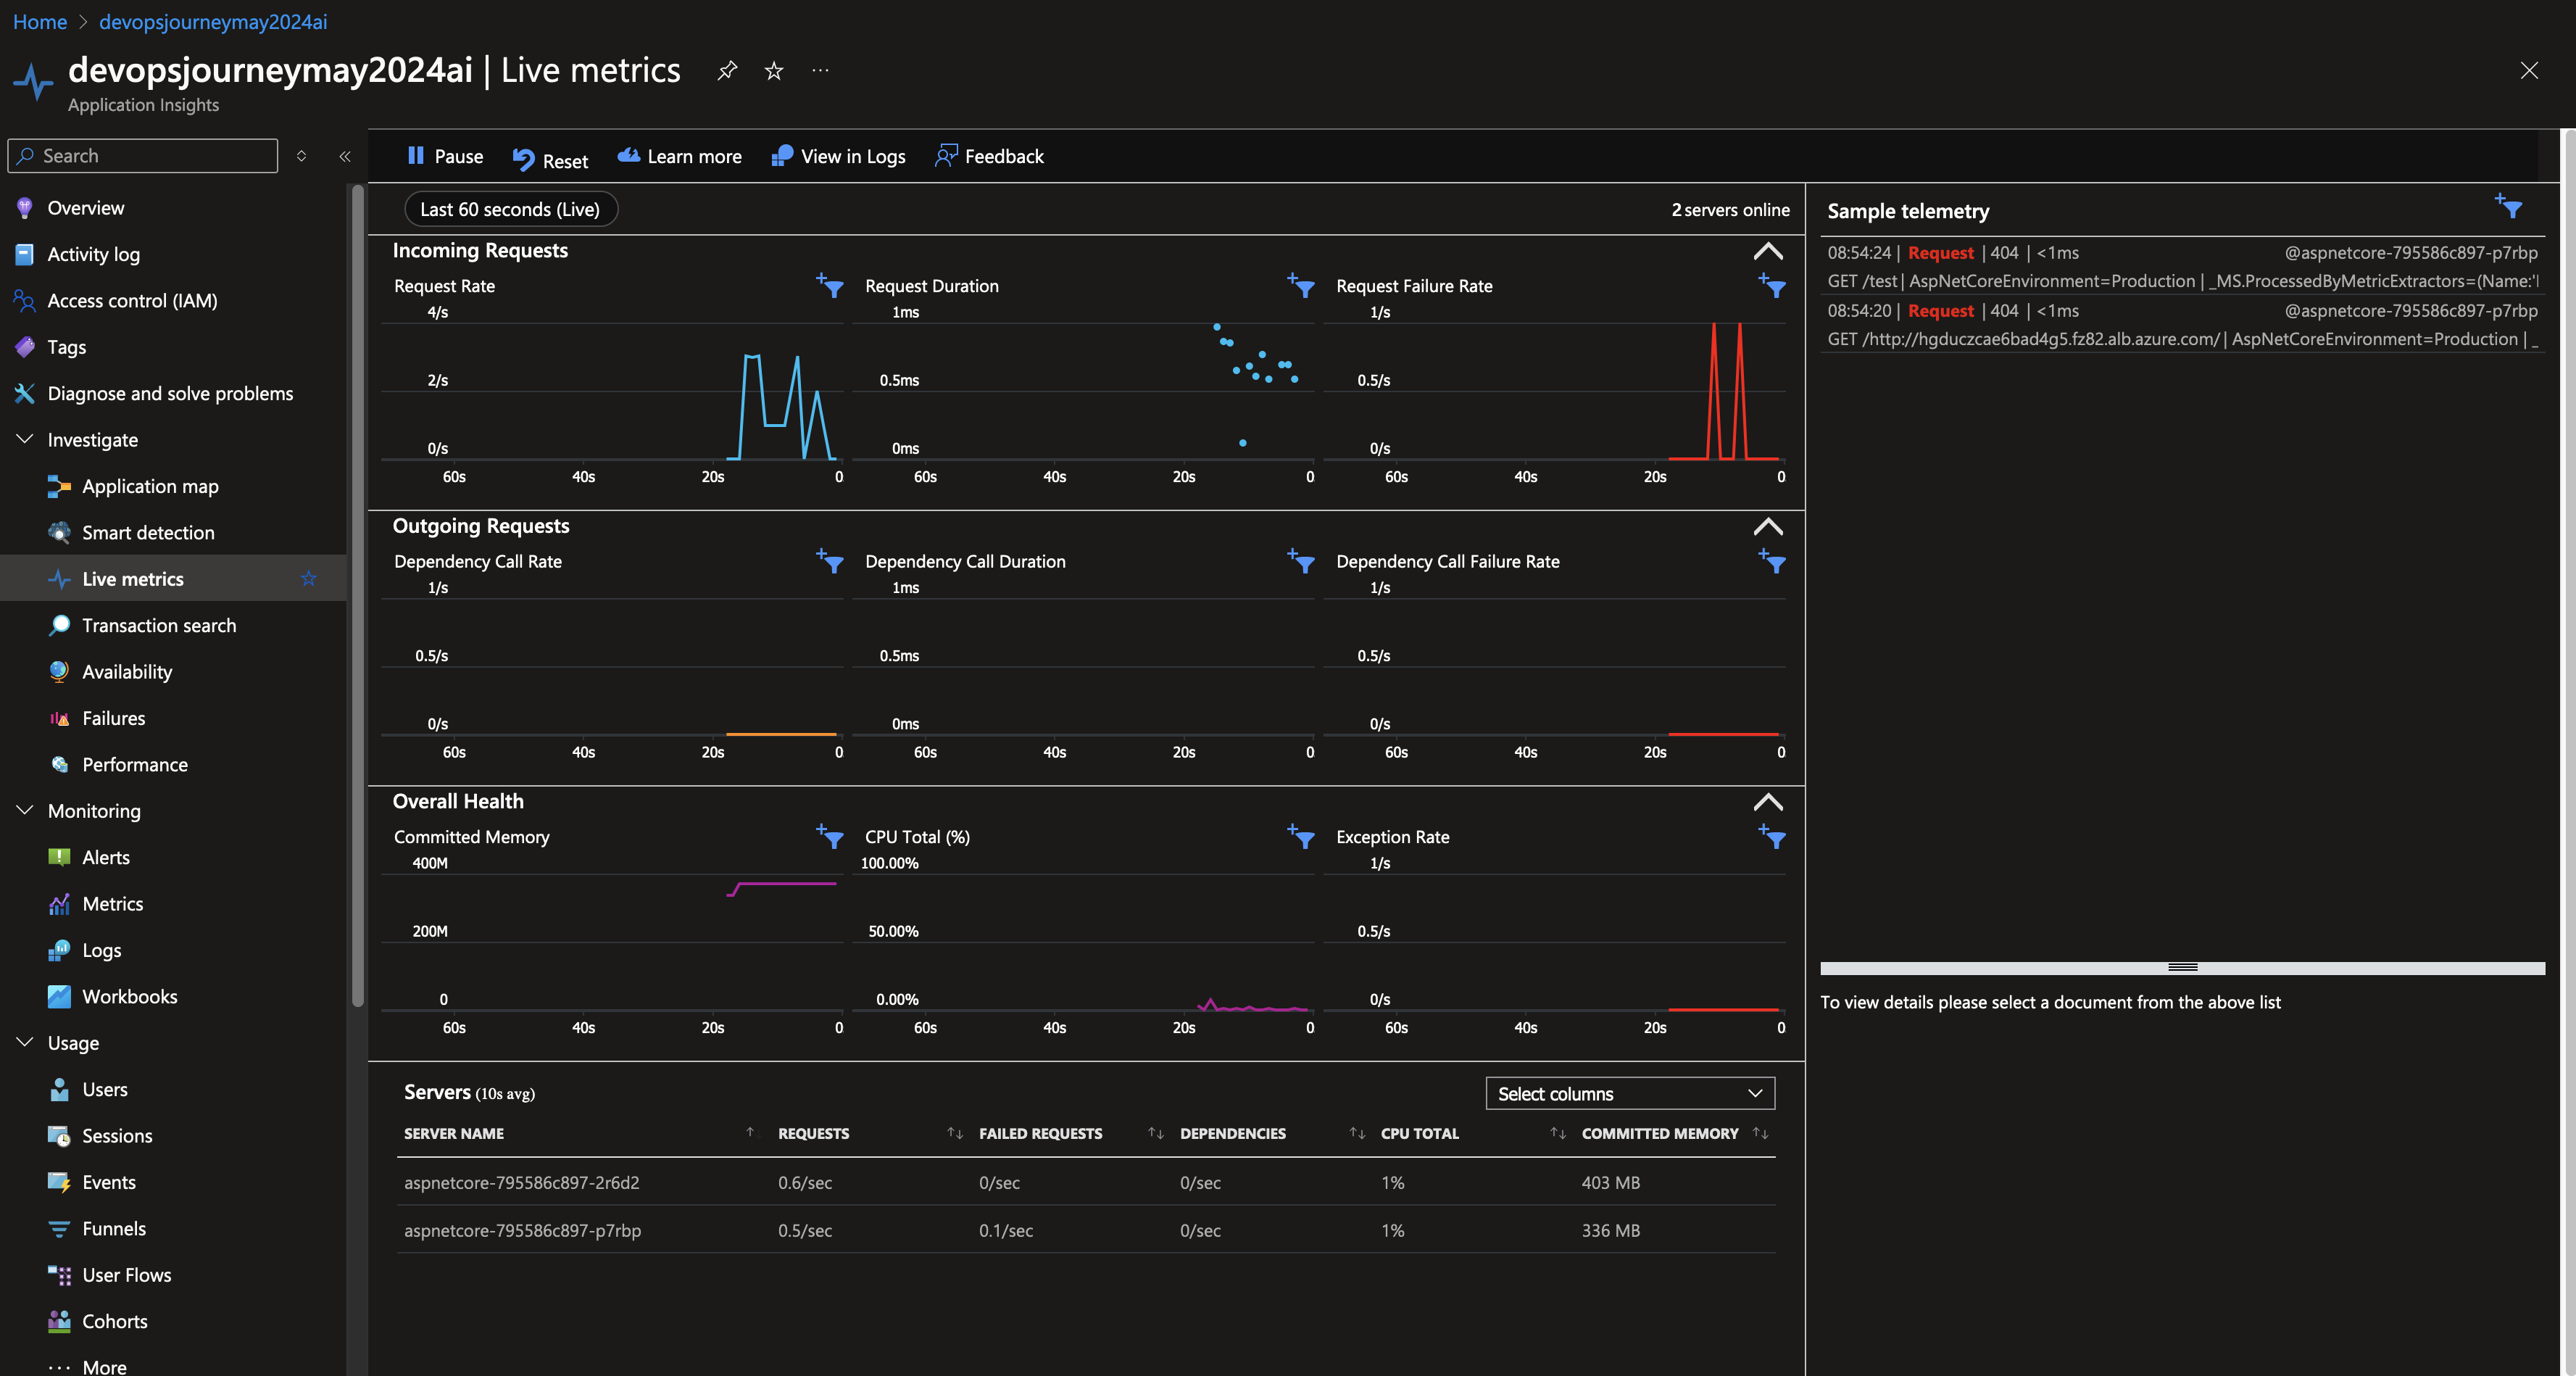 Home > devopsjourneymay2024ai
devopsjourneymay2024ai | Live metrics
Application Insights
Search
Overview
Activity log
Access control (IAM)
Tags
Diagnose and solve problems
Investigate
Application map
Smart detection
Live metrics
Transaction search
Availability
Failures
Performance
Monitoring
Alerts
Metrics
Logs
Workbooks
Usage
Users
Sessions
Events
Funnels
User Flows
Cohorts
More
Pause Reset Learn more View in Logs Feedback
Last 60 seconds (Live) 2 servers online
Incoming Requests
Request Rate
4/s
2/s
0/s
60s 40s 20s 0
Request Duration
1ms
0.5ms
0ms
60s 40s 20s 0
Request Failure Rate
1/s
0.5/s
0/s
60s 40s 20s 0
Outgoing Requests
Dependency Call Rate
1/s
0.5/s
0/s
60s 40s 20s 0
Dependency Call Duration
1ms
0.5ms
0ms
60s 40s 20s 0
Dependency Call Failure Rate
1/s
0.5/s
0/s
60s 40s 20s 0
Overall Health
Committed Memory
400M
200M
0
60s 40s 20s 0
CPU Total (%)
100.00%
50.00%
0.00%
60s 40s 20s 0
Exception Rate
1/s
0.5/s
0/s
60s 40s 20s 0
Servers (10s avg) Select columns
SERVER NAME REQUESTS FAILED REQUESTS DEPENDENCIES CPU TOTAL COMMITTED MEMORY
aspnetcore-795586c897-2r6d2 0.6/sec 0/sec 0/sec 1% 403 MB
aspnetcore-795586c897-p7rbp 0.5/sec 0.1/sec 0/sec 1% 336 MB
Sample telemetry
08:54:24 | Request | 404 | <1ms @aspnetcore-795586c897-p7rbp
GET /test | AspNetCoreEnvironment=Production | _MS.ProcessedByMetricExtractors=(Name:'
08:54:20 | Request | 404 | <1ms @aspnetcore-795586c897-p7rbp
GET /http://hgduczcae6bad4g5.fz82.alb.azure.com/ | AspNetCoreEnvironment=Production | _
To view details please select a document from the above list